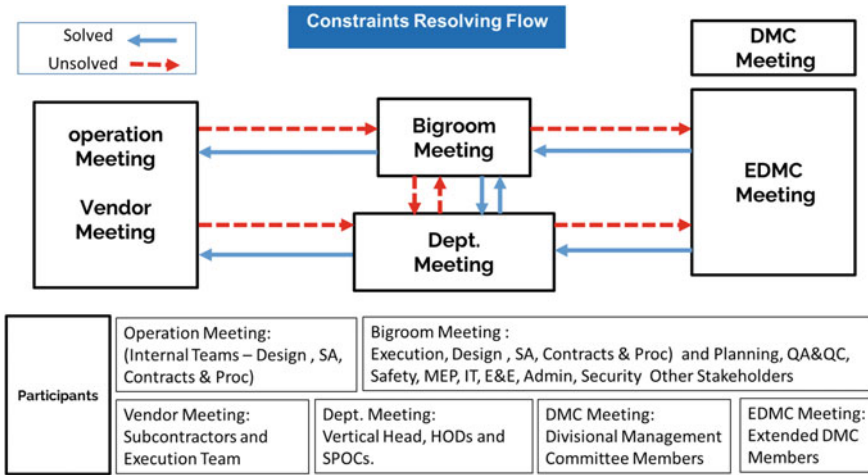 Constraints Resolving Flow
Solved
Unsolved
DMC
Meeting
operation
Meeting
Vendor
Meeting
Bigroom
Meeting
Dept.
Meeting
EDMC
Meeting
Participants
Operation Meeting:
(Internal Teams – Design , SA,
Contracts & Proc)
Bigroom Meeting :
Execution, Design , SA, Contracts & Proc) and Planning, QA&QC,
Safety, MEP, IT, E&E, Admin, Security Other Stakeholders
Vendor Meeting:
Subcontractors and
Execution Team
Dept. Meeting:
Vertical Head, HODs and
SPOCs.
DMC Meeting:
Divisional Management
Committee Members
EDMC Meeting:
Extended DMC
Members